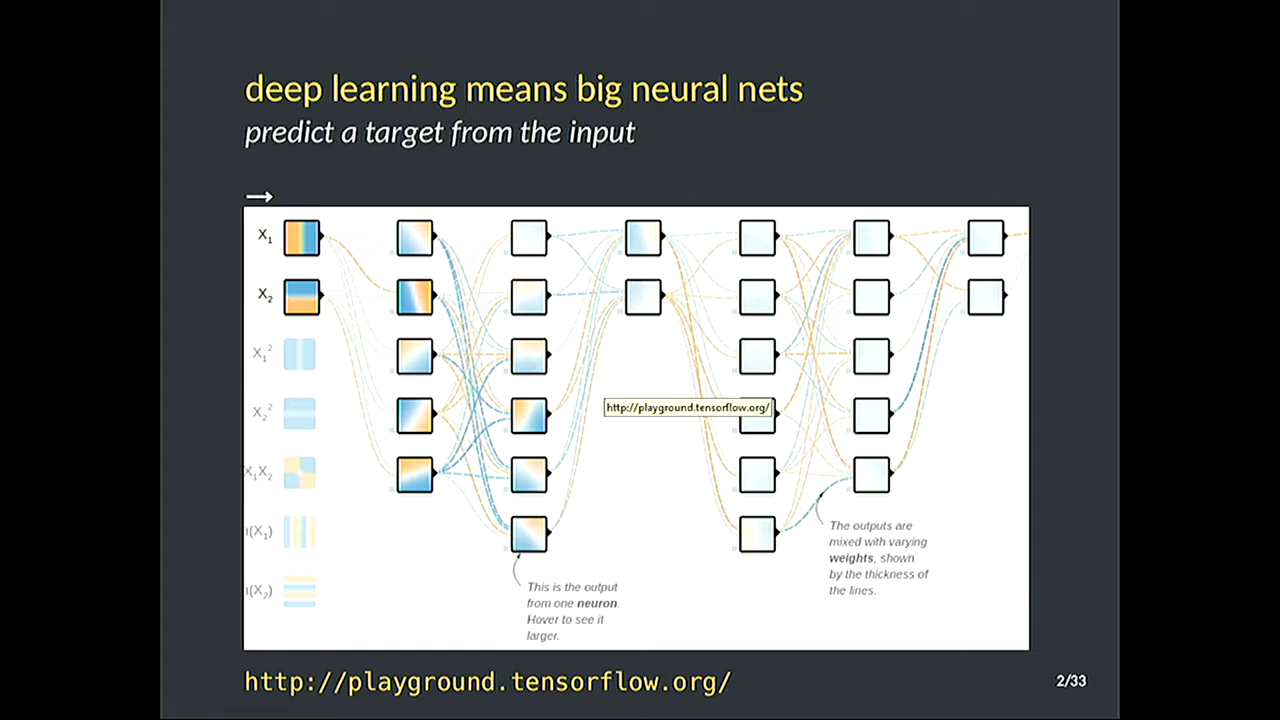 deep learning means big neural nets
predict a target from the input
→
X₁
X₂
X₁²
X₂²
X₁X₂
http://playground.tensorflow.org/
The outputs are
mixed with varying
weights, shown
by the thickness of
the lines.
This is the output
from one neuron.
Hover to see it
larger.
(X₁)
(X₂)
http://playground.tensorflow.org/
2/33